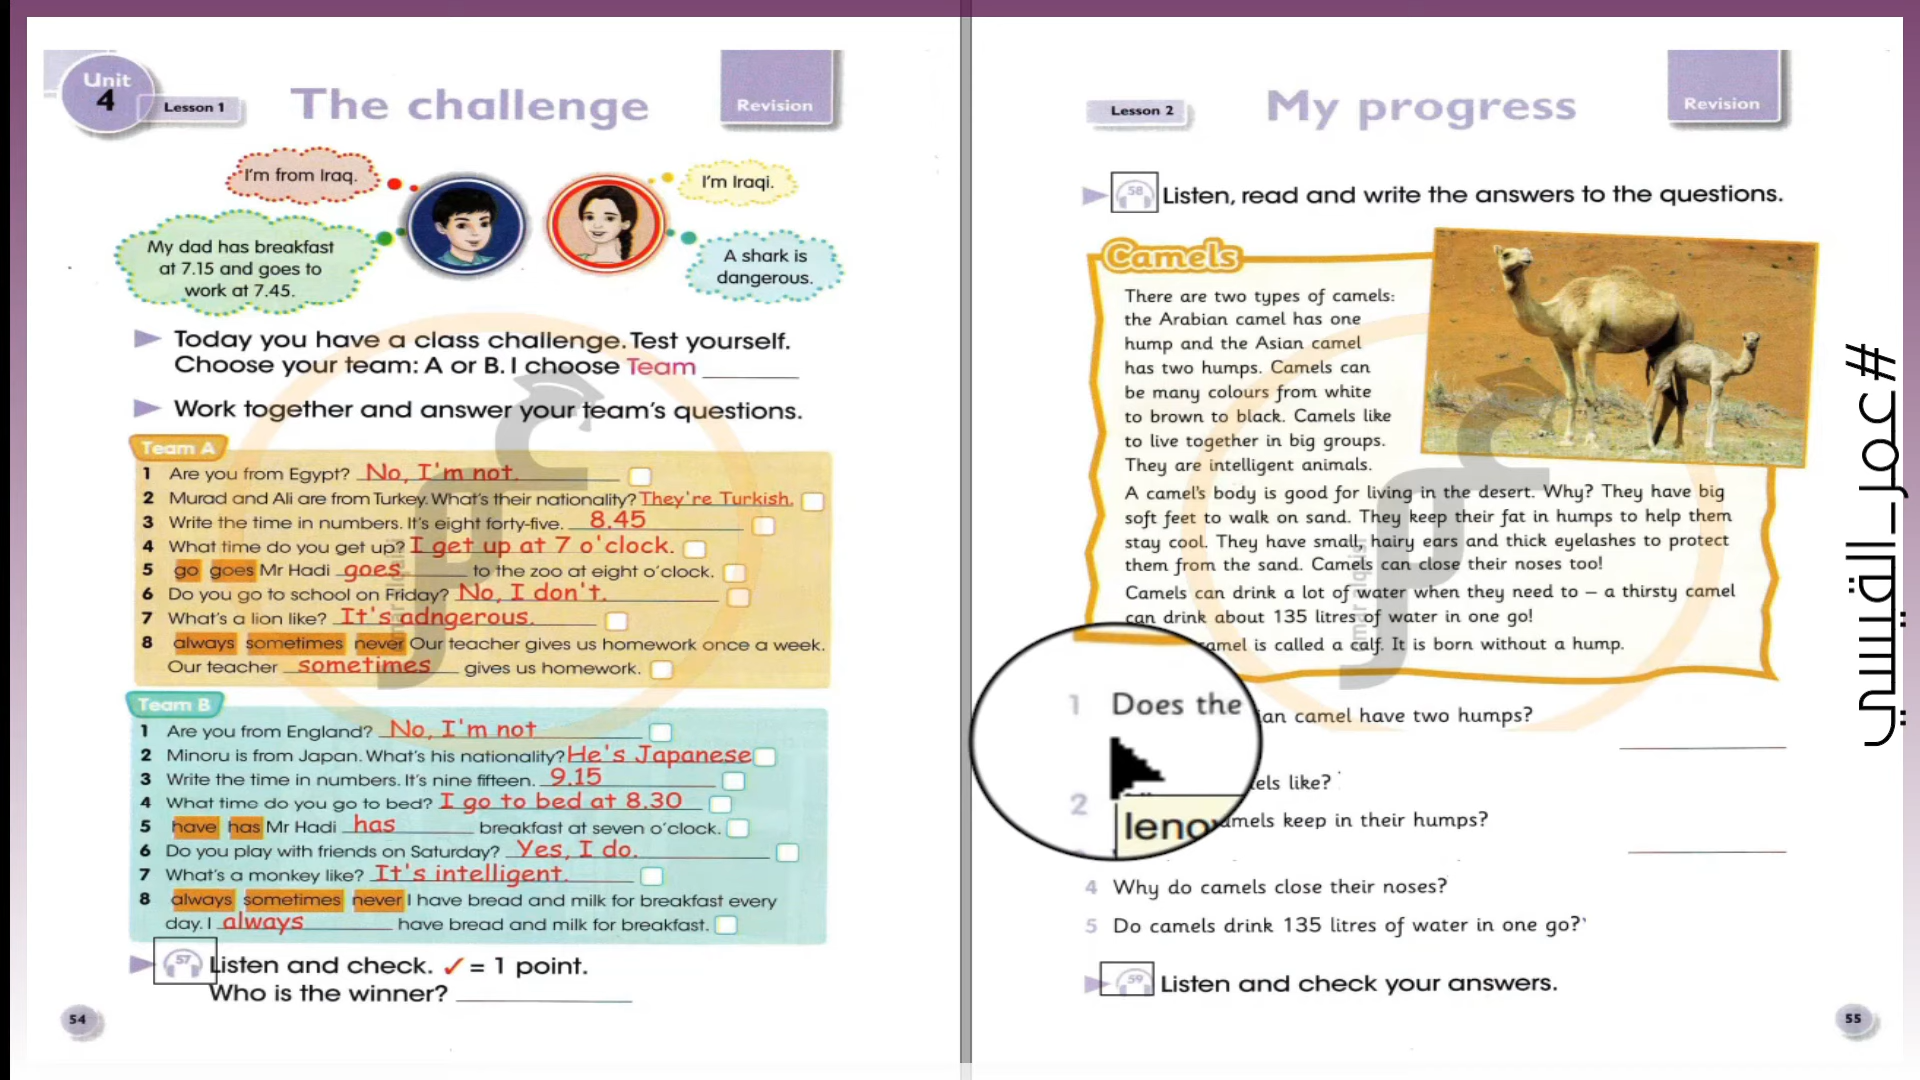 Unit
4
Lesson 1
The challenge
Revision
I'm from Iraq.
I'm Iraqi.
My dad has breakfast
at 7.15 and goes to
work at 7.45.
A shark is
dangerous.
Today you have a class challenge. Test yourself.
Choose your team: A or B. I choose Team
Work together and answer your team's questions.
Team A
1 Are you from Egypt? No, I'm not.
2 Murad and Ali are from Turkey. What's their nationality? They're Turkish.
3 Write the time in numbers. It's eight forty-five. 8.45
4 What time do you get up? I get up at 7 o'clock.
5 go goes Mr Hadi goes to the zoo at eight o'clock.
6 Do you go to school on Friday? No, I don't.
7 What's a lion like? It's adngerous.
8 always sometimes never Our teacher gives us homework once a week.
Our teacher sometimes gives us homework.
Team B
1 Are you from England? No, I'm not
2 Minoru is from Japan. What's his nationality? He's Japanese
3 Write the time in numbers. It's nine fifteen. 9.15
4 What time do you go to bed? I go to bed at 8.30
5 have has Mr Hadi has breakfast at seven o'clock.
6 Do you play with friends on Saturday? Yes, I do.
7 What's a monkey like? It's intelligent.
8 always sometimes never I have bread and milk for breakfast every
day. I always have bread and milk for breakfast.
57 Listen and check. ✓ = 1 point.
Who is the winner?
54
Lesson 2
My progress
Revision
58 Listen, read and write the answers to the questions.
Camels
There are two types of camels:
the Arabian camel has one
hump and the Asian camel
has two humps. Camels can
be many colours from white
to brown to black. Camels like
to live together in big groups.
They are intelligent animals.
A camel's body is good for living in the desert. Why? They have big
soft feet to walk on sand. They keep their fat in humps to help them
stay cool. They have small, hairy ears and thick eyelashes to protect
them from the sand. Camels can close their noses too!
Camels can drink a lot of water when they need to – a thirsty camel
can drink about 135 litres of water in one go!
amel is called a calf. It is born without a hump.
1 Does the ian camel have two humps?
2 els like?
mels keep in their humps?
4 Why do camels close their noses?
5 Do camels drink 135 litres of water in one go?
59 Listen and check your answers.
55
#عمر_القيسي